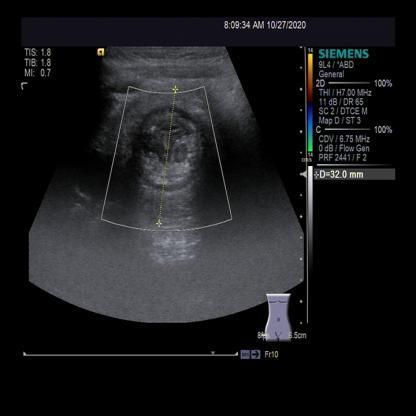 8:09:34 AM 10/27/2020
TIS: 1.8
TIB: 1.8
MI: 0.7
SIEMENS
9L4 / *ABD
General
2D 100%
THI / H7.00 MHz
11 dB / DR 65
SC 2 / DTCE M
Map D / ST 3
C 100%
CDV / 6.75 MHz
0 dB / Flow Gen
PRF 2441 / F 2
D=32.0 mm
6.5cm
Fr10